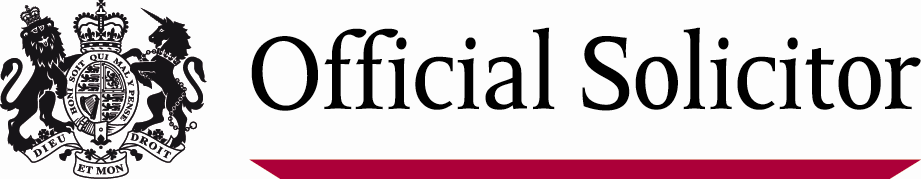 HONI SOIT QUI MAL Y PENSE
DIEU ET MON DROIT
Official Solicitor